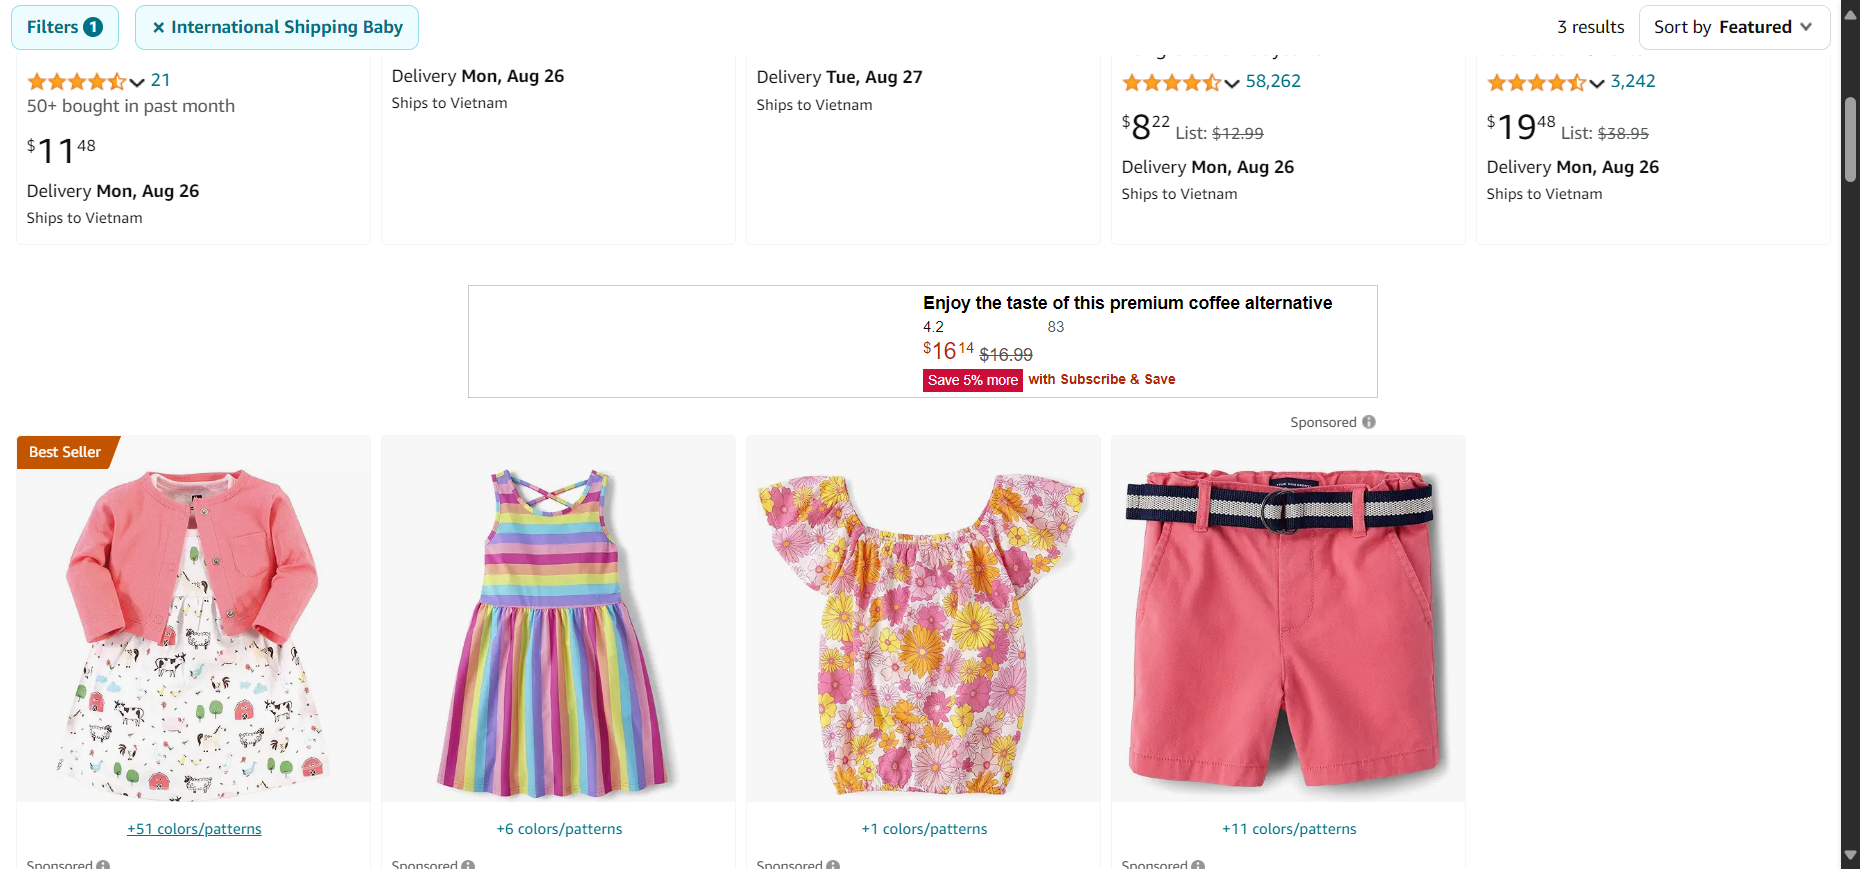 Filters 1
× International Shipping Baby
3 results
Sort by Featured
21
50+ bought in past month
$11 48
Delivery Mon, Aug 26
Ships to Vietnam
Delivery Mon, Aug 26
Ships to Vietnam
Delivery Tue, Aug 27
Ships to Vietnam
58,262
$8 22 List: $12.99
Delivery Mon, Aug 26
Ships to Vietnam
3,242
$19 48 List: $38.95
Delivery Mon, Aug 26
Ships to Vietnam
Enjoy the taste of this premium coffee alternative
4.2 83
$16 14 $16.99
Save 5% more with Subscribe & Save
Sponsored
Best Seller
+51 colors/patterns
+6 colors/patterns
+1 colors/patterns
+11 colors/patterns
Sponsored
Sponsored
Sponsored
Sponsored